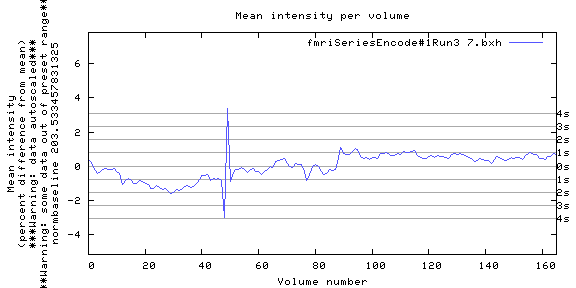 Mean intensity per volume
fmriSeriesEncode#1Run3 7.bxh
Mean intensity
(percent difference from mean)
***Warning: data autoscaled***
**Warning: some data out of preset range**
normbaseline 203.533457831325
6
4
2
0
-2
-4
4s
3s
2s
1s
0s
1s
2s
3s
4s
0 20 40 60 80 100 120 140 160
Volume number